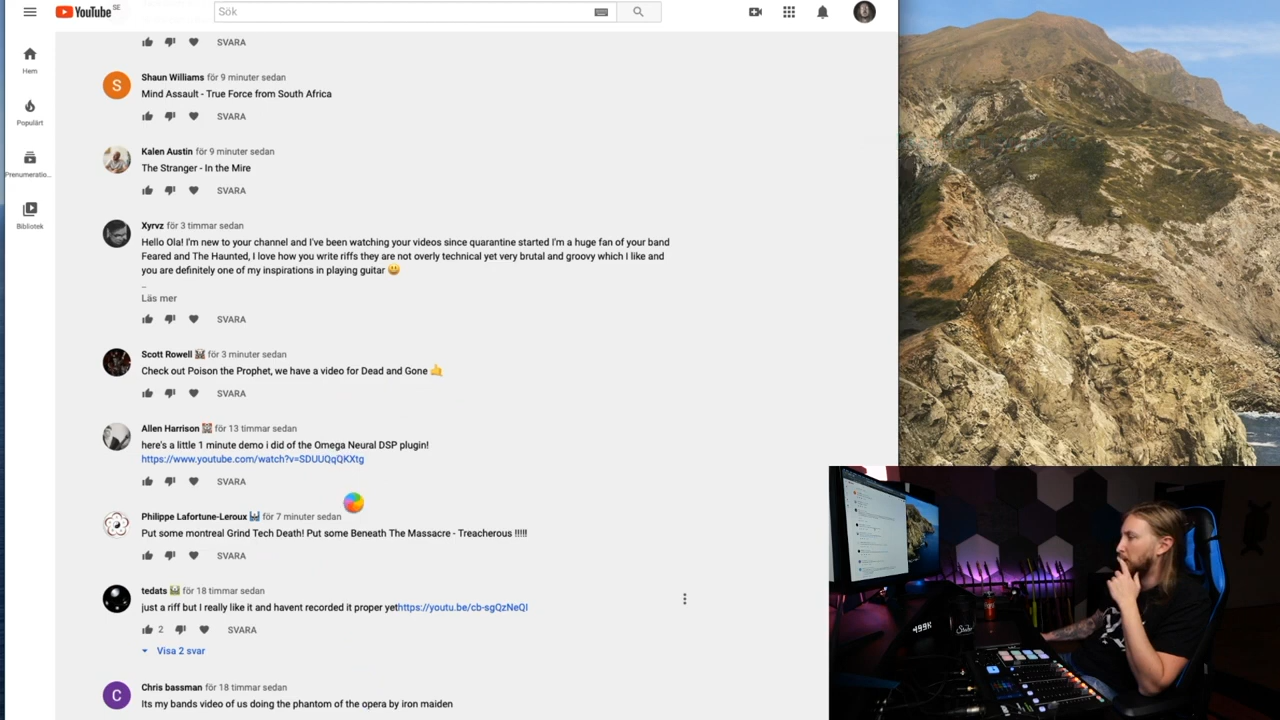 YouTube SE
Sök
Hem
Populärt
Prenumeratio...
Bibliotek
SVARA
Shaun Williams för 9 minuter sedan
Mind Assault - True Force from South Africa
SVARA
Kalen Austin för 9 minuter sedan
The Stranger - In the Mire
SVARA
Xyrvz för 3 timmar sedan
Hello Ola! I'm new to your channel and I've been watching your videos since quarantine started I'm a huge fan of your band
Feared and The Haunted, I love how you write riffs they are not overly technical yet very brutal and groovy which I like and
you are definitely one of my inspirations in playing guitar 😃
Läs mer
SVARA
Scott Rowell för 3 minuter sedan
Check out Poison the Prophet, we have a video for Dead and Gone 🤙
SVARA
Allen Harrison för 13 minuter sedan
here's a little 1 minute demo i did of the Omega Neural DSP plugin!
https://www.youtube.com/watch?v=SDUUQqQKXtg
SVARA
Philippe Lafortune-Leroux för 7 minuter sedan
Put some montreal Grind Tech Death! Put some Beneath The Massacre - Treacherous !!!!!
SVARA
tedats för 18 timmar sedan
just a riff but I really like it and havent recorded it proper yethttps://youtu.be/cb-sgQzNeQI
2 SVARA
Visa 2 svar
C
Chris bassman för 18 timmar sedan
Its my bands video of us doing the phantom of the opera by iron maiden
S
499K